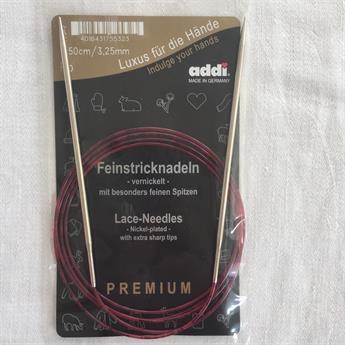 4016431755323
50cm/3,25mm
Luxus für die Hände
Indulge your hands
addi
MADE IN GERMANY
Feinstricknadeln
- vernickelt -
mit besonders feinen Spitzen
Lace-Needles
- Nickel-plated -
with extra sharp tips
PREMIUM